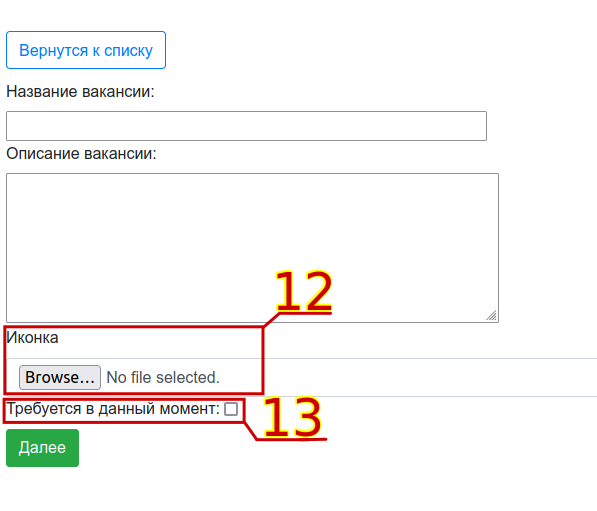 Вернутся к списку
Название вакансии:
Описание вакансии:
12
Иконка
Browse... No file selected.
Требуется в данный момент:
13
Далее